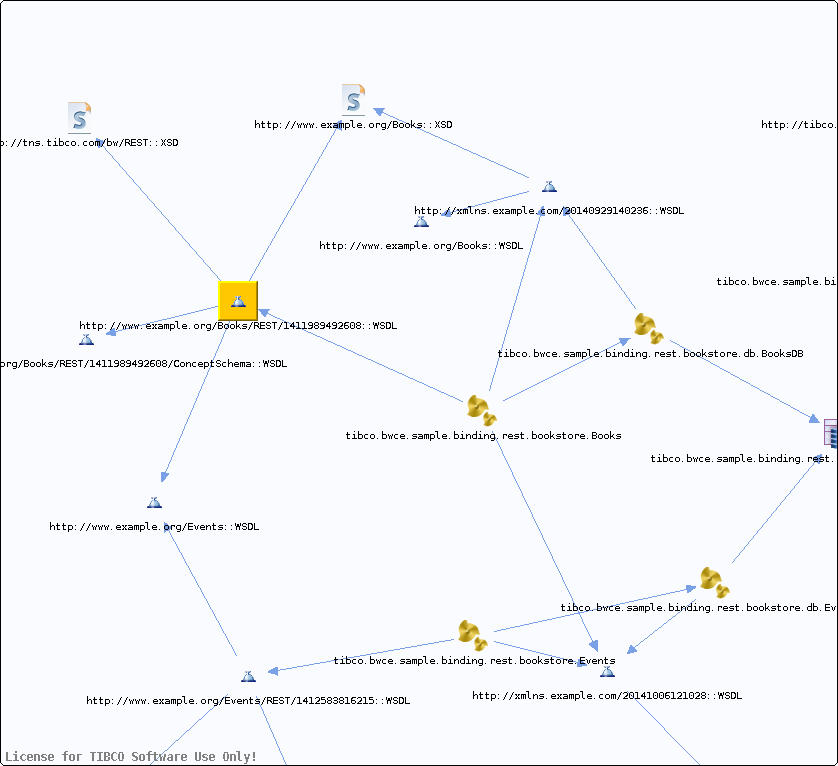 http://www.example.org/Books::XSD
http://tibco.
p://tns.tibco.com/bw/REST::XSD
http://xmlns.example.com/20140929140236::WSDL
http://www.example.org/Books::WSDL
tibco.bwce.sample.bi
http://www.example.org/Books/REST/1411989492608::WSDL
tibco.bwce.sample.binding.rest.bookstore.db.BooksDB
org/Books/REST/1411989492608/ConceptSchema::WSDL
tibco.bwce.sample.binding.rest.bookstore.Books
tibco.bwce.sample.binding.rest.
http://www.example.org/Events::WSDL
tibco.bwce.sample.binding.rest.bookstore.db.Ev
tibco.bwce.sample.binding.rest.bookstore.Events
http://xmlns.example.com/20141006121028::WSDL
http://www.example.org/Events/REST/1412583816215::WSDL
License for TIBCO Software Use Only!